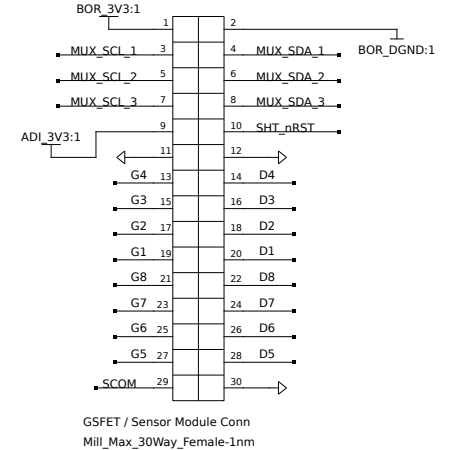 BOR_3V3:1
1 2
BOR_DGND:1
MUX_SCL_1 3 4 MUX_SDA_1
MUX_SCL_2 5 6 MUX_SDA_2
MUX_SCL_3 7 8 MUX_SDA_3
ADI_3V3:1 9 10 SHT_nRST
11 12
G4 13 14 D4
G3 15 16 D3
G2 17 18 D2
G1 19 20 D1
G8 21 22 D8
G7 23 24 D7
G6 25 26 D6
G5 27 28 D5
SCOM 29 30
GSFET / Sensor Module Conn
Mill_Max_30Way_Female-1nm